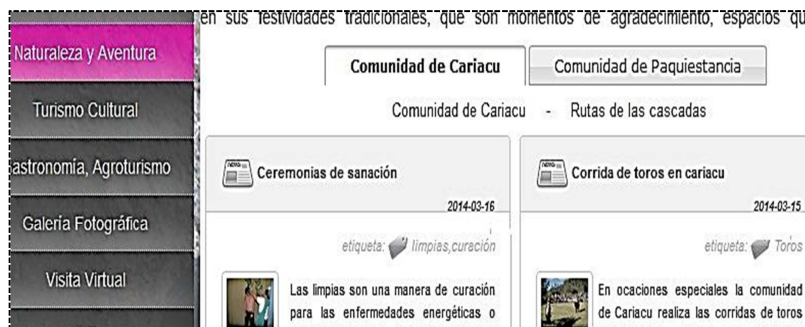 en sus festividades tradicionales, que son momentos de agradecimiento, espacios qu
Naturaleza y Aventura
Turismo Cultural
astronomía, Agroturismo
Galería Fotográfica
Visita Virtual
Comunidad de Cariacu
Comunidad de Paquiestancia
Comunidad de Cariacu - Rutas de las cascadas
Ceremonias de sanación
2014-03-16
etiqueta: limpias,curación
Las limpias son una manera de curación
para las enfermedades energéticas o
Corrida de toros en cariacu
2014-03-15
etiqueta: Toros
En ocaciones especiales la comunidad
de Cariacu realiza las corridas de toros